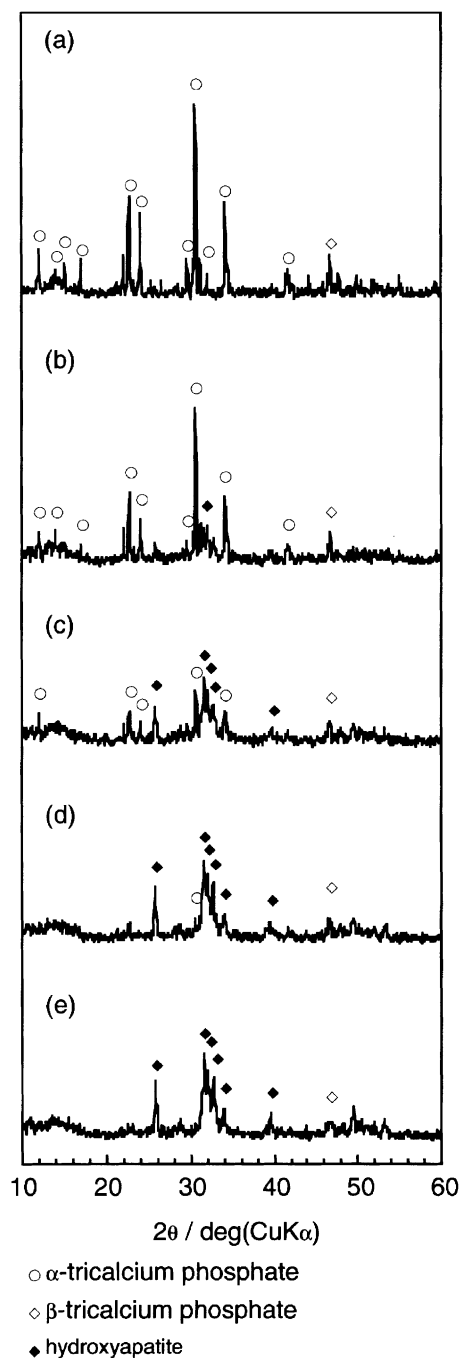 (a)
(b)
(c)
(d)
(e)
10 20 30 40 50 60
2θ / deg(CuKα)
○ α-tricalcium phosphate
◇ β-tricalcium phosphate
◆ hydroxyapatite